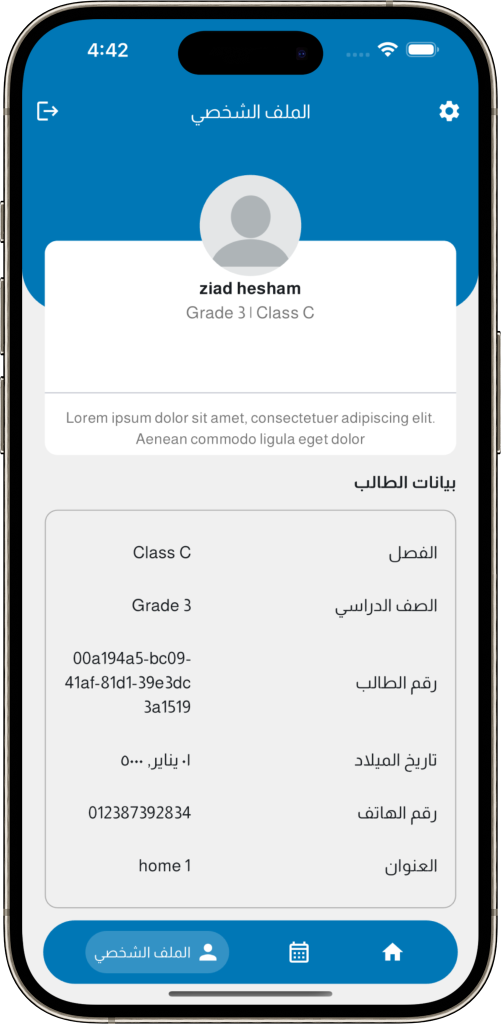 4:42
الملف الشخصي
ziad hesham
Grade 3 | Class C
Lorem ipsum dolor sit amet, consectetuer adipiscing elit.
Aenean commodo ligula eget dolor
بيانات الطالب
الفصل Class C
الصف الدراسي Grade 3
رقم الطالب 00a194a5-bc09-
41af-81d1-39e3dc
3a1519
تاريخ الميلاد ٠١ يناير, ٥٠٠٠
رقم الهاتف 012387392834
العنوان home 1
الملف الشخصي